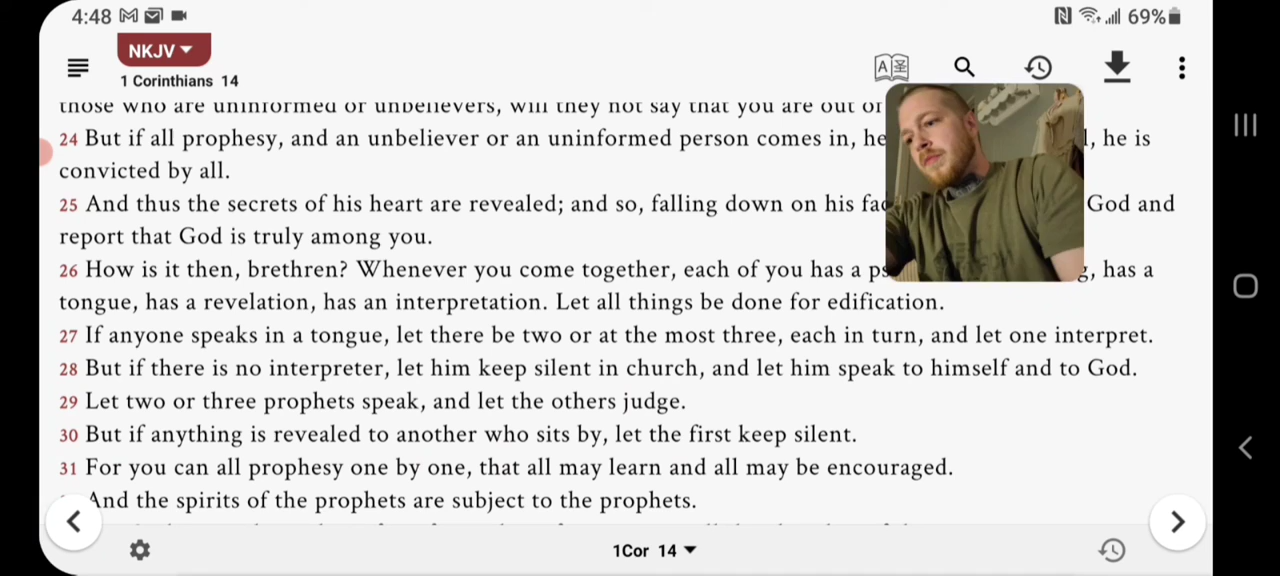 4:48 69%
NKJV
1 Corinthians 14
A
those who are uninformed or unbelievers, will they not say that you are out of
24 But if all prophesy, and an unbeliever or an uninformed person comes in, he , he is
convicted by all.
25 And thus the secrets of his heart are revealed; and so, falling down on his God and
report that God is truly among you.
26 How is it then, brethren? Whenever you come together, each of you has a has a
tongue, has a revelation, has an interpretation. Let all things be done for edification.
27 If anyone speaks in a tongue, let there be two or at the most three, each in turn, and let one interpret.
28 But if there is no interpreter, let him keep silent in church, and let him speak to himself and to God.
29 Let two or three prophets speak, and let the others judge.
30 But if anything is revealed to another who sits by, let the first keep silent.
31 For you can all prophesy one by one, that all may learn and all may be encouraged.
And the spirits of the prophets are subject to the prophets.
1Cor 14